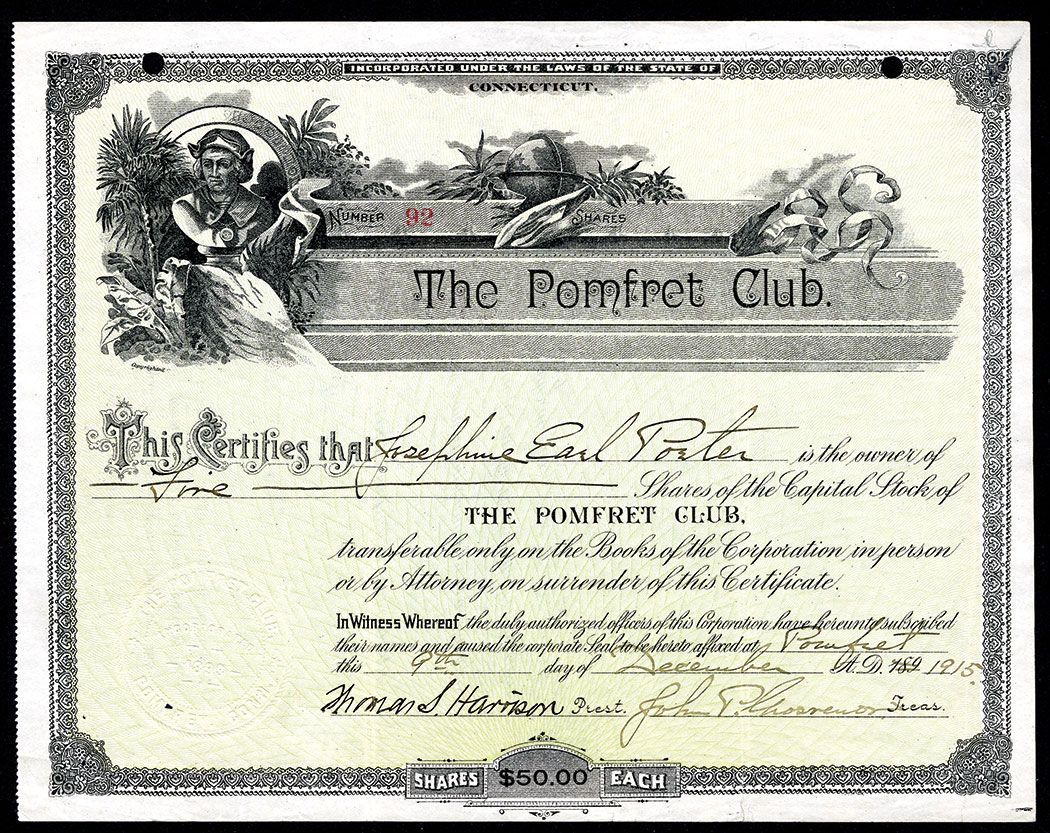 INCORPORATED UNDER THE LAWS OF THE STATE OF
CONNECTICUT.
NUMBER 92 SHARES
The Pomfret Club.
Copyrighted
This Certifies that Josephine Earl Porter is the owner of
Five Shares of the Capital Stock of
THE POMFRET CLUB,
transferable only on the Books of the Corporation in person
or by Attorney, on surrender of this Certificate.
In Witness Whereof the duly authorized officers of this Corporation have hereunto subscribed
their names and caused the corporate Seal to be hereto affixed at Pomfret
this 9th day of December A.D. 189 1915
Thomas S. Harrison Prest. John P. Grosvenor Treas.
SHARES $50.00 EACH